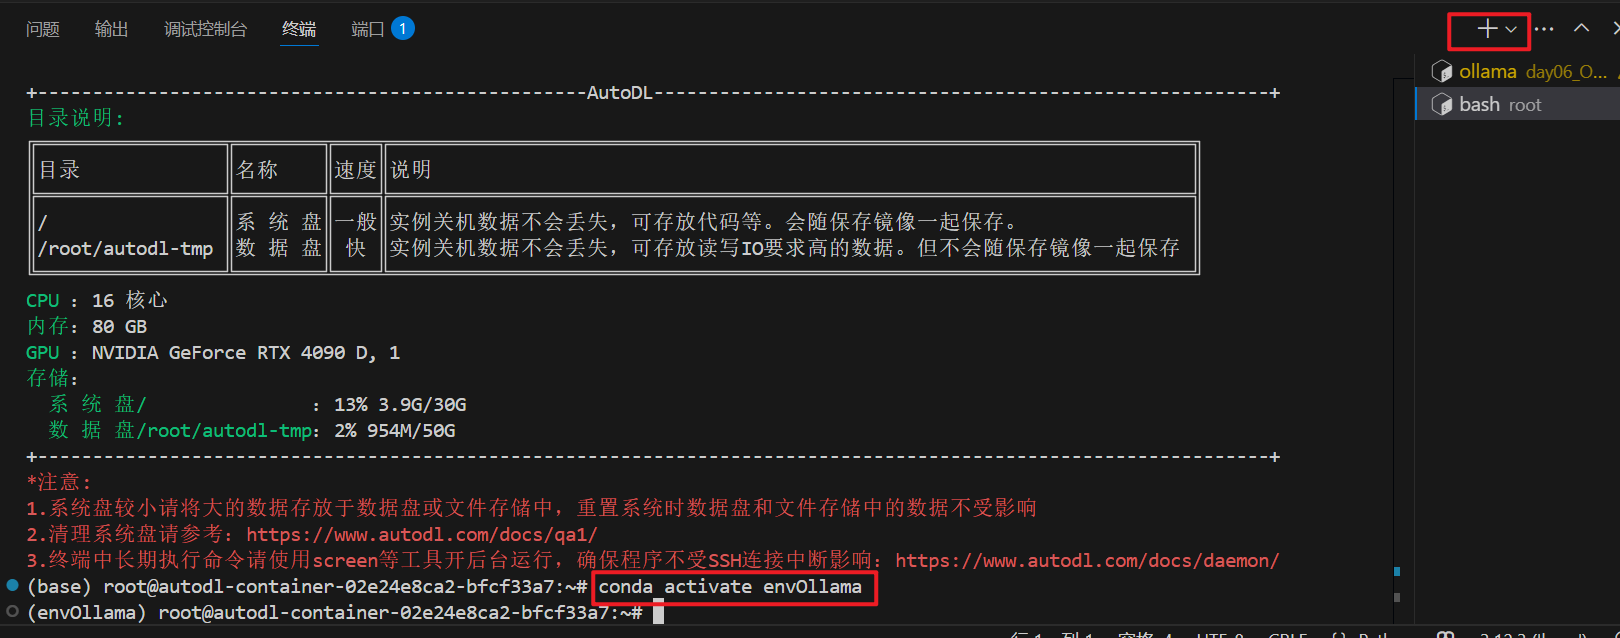 问题 输出 调试控制台 终端 端口 1
ollama day06_O...
bash root
+--------------------------------------------------AutoDL--------------------------------------------------------+
目录说明:
目录 名称 速度 说明
/ 系 统 盘 一般 实例关机数据不会丢失，可存放代码等。会随保存镜像一起保存。
/root/autodl-tmp 数 据 盘 快 实例关机数据不会丢失，可存放读写IO要求高的数据。但不会随保存镜像一起保存
CPU ：16 核心
内存：80 GB
GPU ：NVIDIA GeForce RTX 4090 D, 1
存储：
系 统 盘/ ：13% 3.9G/30G
数 据 盘/root/autodl-tmp：2% 954M/50G
+----------------------------------------------------------------------------------------------------------------+
*注意:
1.系统盘较小请将大的数据存放于数据盘或文件存储中，重置系统时数据盘和文件存储中的数据不受影响
2.清理系统盘请参考：https://www.autodl.com/docs/qa1/
3.终端中长期执行命令请使用screen等工具开后台运行，确保程序不受SSH连接中断影响：https://www.autodl.com/docs/daemon/
(base) root@autodl-container-02e24e8ca2-bfcf33a7:~# conda activate envOllama
(envOllama) root@autodl-container-02e24e8ca2-bfcf33a7:~#